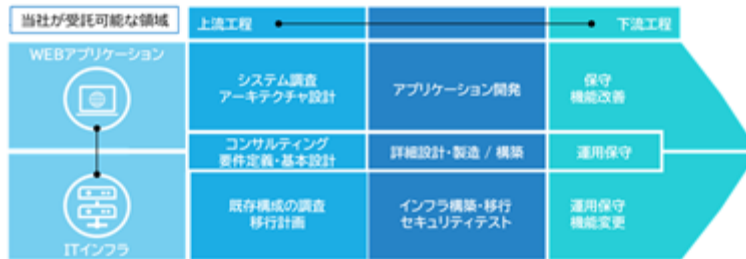 当社が受託可能な領域
上流工程
下流工程
WEBアプリケーション
システム調査
アーキテクチャ設計
アプリケーション開発
保守
機能改善
コンサルティング
要件定義・基本設計
詳細設計・製造 / 構築
運用保守
既存構成の調査
移行計画
インフラ構築・移行
セキュリティテスト
運用保守
機能変更
ITインフラ